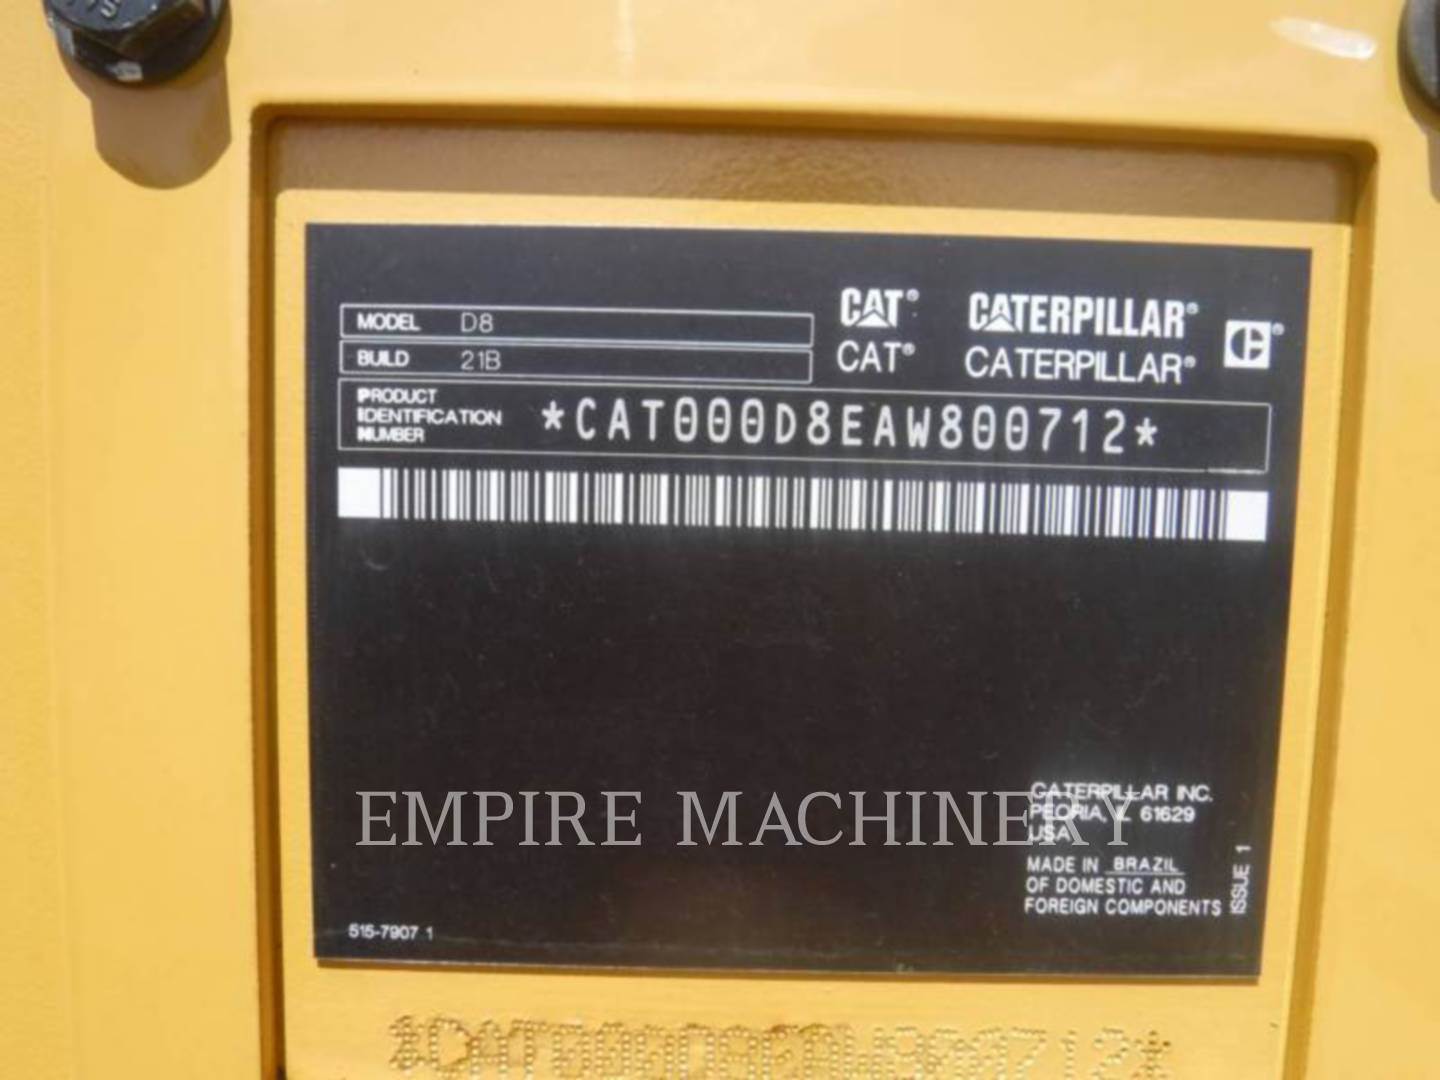 MODEL D8
BUILD 21B
CAT® CATERPILLAR®
CAT® CATERPILLAR®
PRODUCT
IDENTIFICATION
NUMBER
*CAT000D8EAW800712*
EMPIRE MACHINERY
CATERPILLAR INC.
PEORIA, IL 61629
USA
MADE IN BRAZIL
OF DOMESTIC AND
FOREIGN COMPONENTS
ISSUE 1
515-7907 1
*CAT000D8EAW800712*